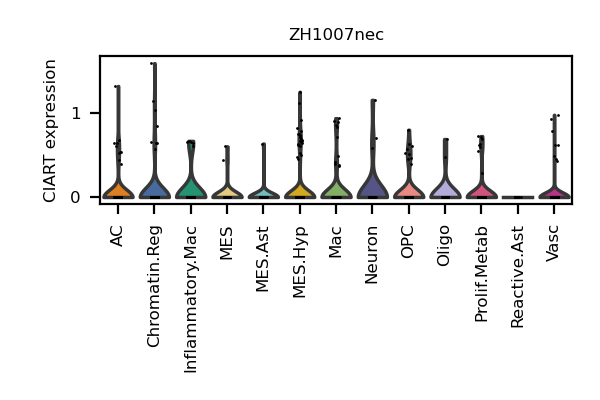 ZH1007nec
CIART expression
1
0
AC
Chromatin.Reg
Inflammatory.Mac
MES
MES.Ast
MES.Hyp
Mac
Neuron
OPC
Oligo
Prolif.Metab
Reactive.Ast
Vasc